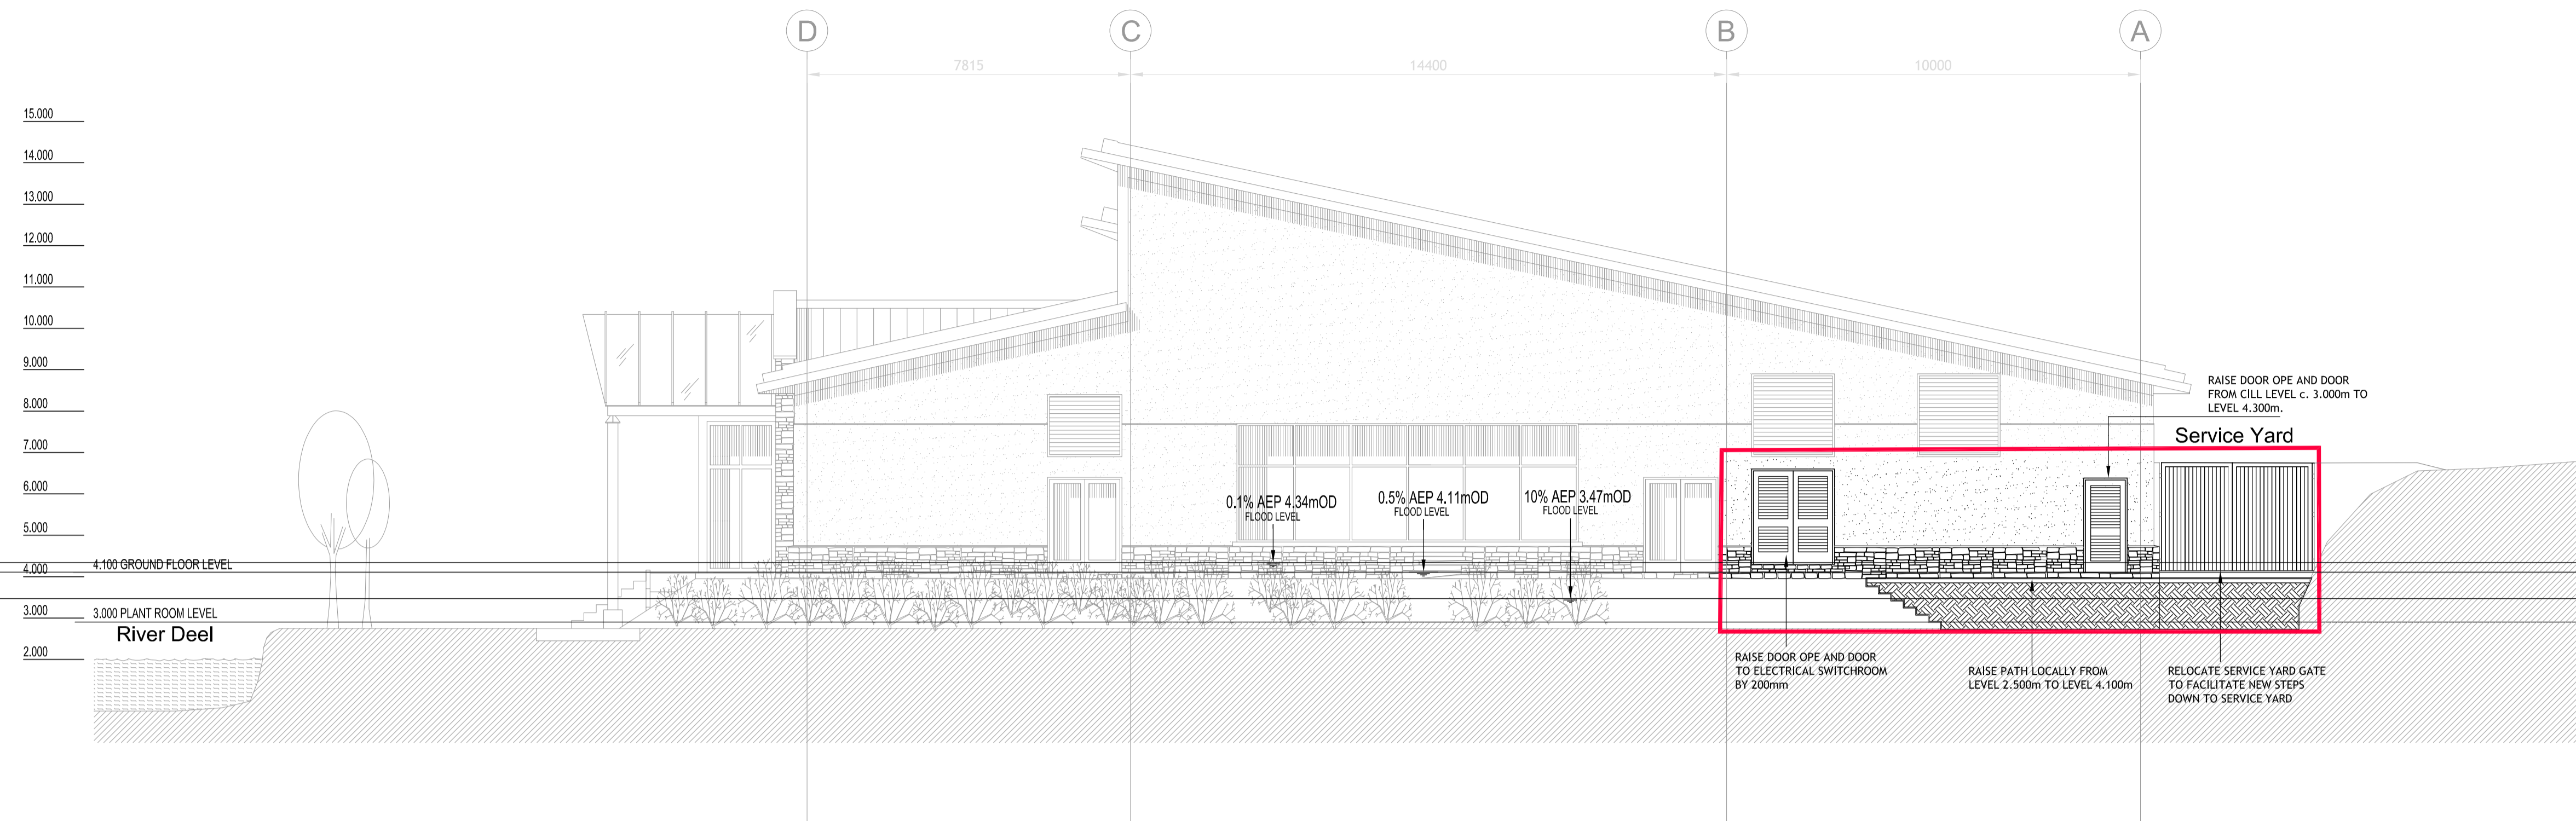 D
C
B
A
7815
14400
10000
15.000
14.000
13.000
12.000
11.000
10.000
9.000
8.000
7.000
6.000
5.000
4.000
3.000
2.000
4.100 GROUND FLOOR LEVEL
3.000 PLANT ROOM LEVEL
River Deel
0.1% AEP 4.34mOD
FLOOD LEVEL
0.5% AEP 4.11mOD
FLOOD LEVEL
10% AEP 3.47mOD
FLOOD LEVEL
RAISE DOOR OPE AND DOOR
FROM CILL LEVEL c. 3.000m TO
LEVEL 4.300m.
Service Yard
RAISE DOOR OPE AND DOOR
TO ELECTRICAL SWITCHROOM
BY 200mm
RAISE PATH LOCALLY FROM
LEVEL 2.500m TO LEVEL 4.100m
RELOCATE SERVICE YARD GATE
TO FACILITATE NEW STEPS
DOWN TO SERVICE YARD